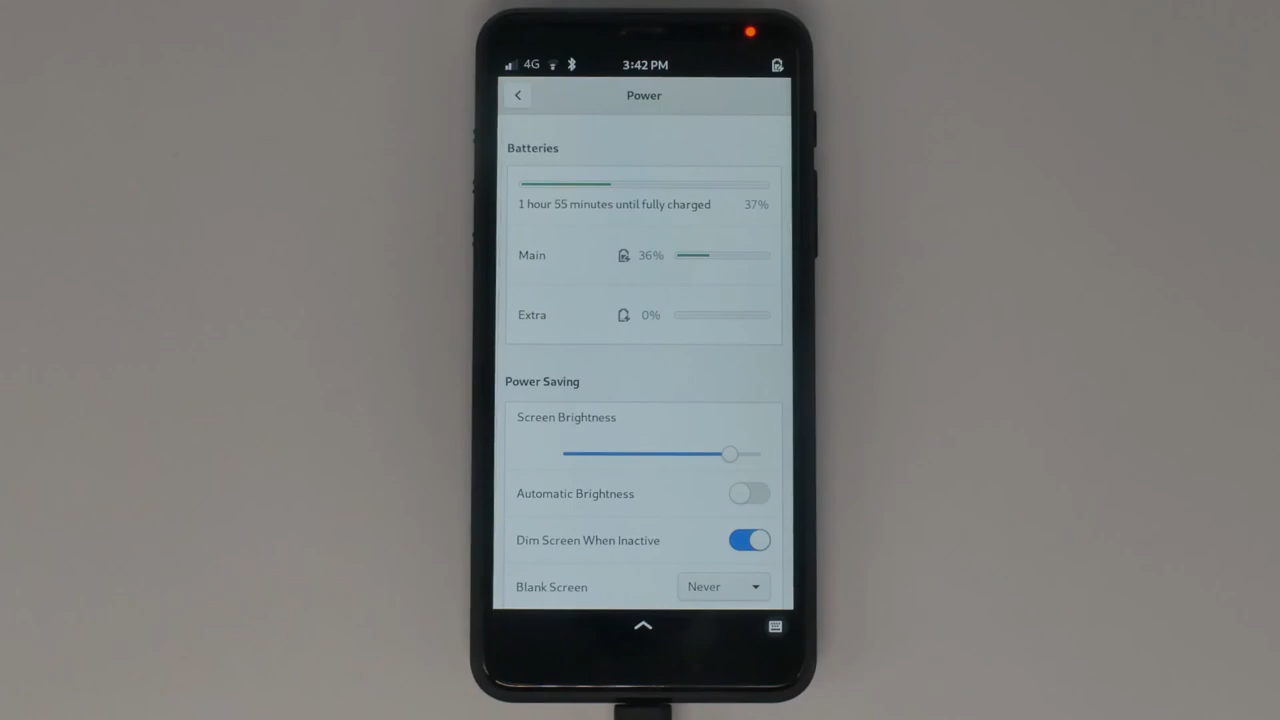 4G 3:42 PM
Power
Batteries
1 hour 55 minutes until fully charged 37%
Main 36%
Extra 0%
Power Saving
Screen Brightness
Automatic Brightness
Dim Screen When Inactive
Blank Screen Never